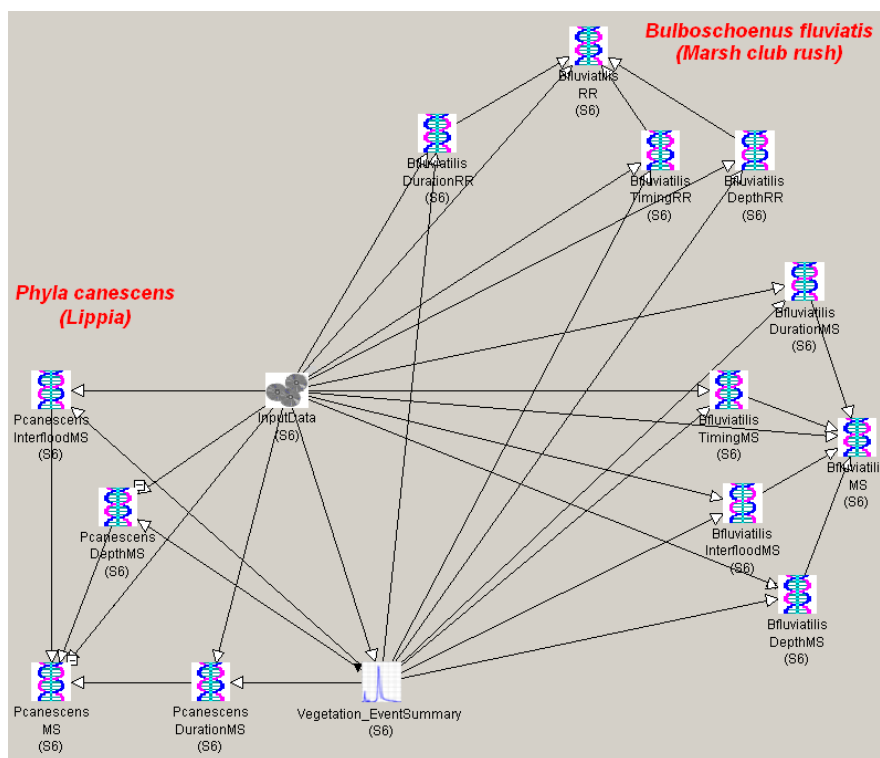 Bulboschoenus fluviatis
(Marsh club rush)
Bfluviatilis
RR
(S6)
Bfluviatilis
DurationRR
(S6)
Bfluviatilis
TimingRR
(S6)
Bfluviatilis
DepthRR
(S6)
Phyla canescens
(Lippia)
Bfluviatilis
DurationMS
(S6)
Pcanescens
InterfloodMS
(S6)
InputData
(S6)
Bfluviatilis
TimingMS
(S6)
Bfluviatili
MS
(S6)
Pcanescens
DepthMS
(S6)
Bfluviatilis
InterfloodMS
(S6)
Bfluviatilis
DepthMS
(S6)
Pcanescens
MS
(S6)
Pcanescens
DurationMS
(S6)
Vegetation_EventSummary
(S6)